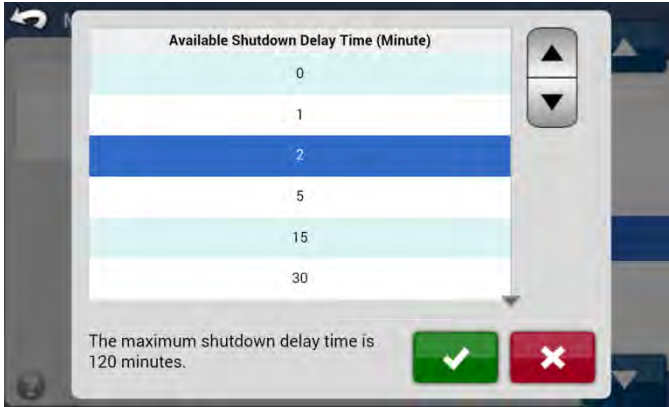 Available Shutdown Delay Time (Minute)
0
1
2
5
15
30
The maximum shutdown delay time is
120 minutes.